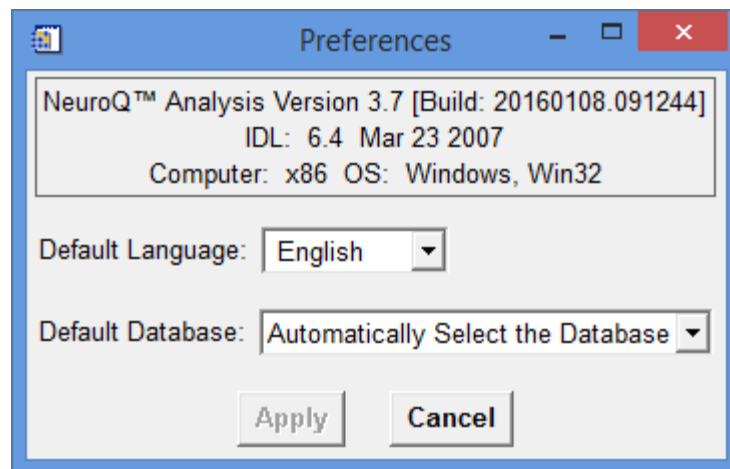 Preferences
NeuroQ™ Analysis Version 3.7 [Build: 20160108.091244]
IDL: 6.4 Mar 23 2007
Computer: x86 OS: Windows, Win32
Default Language: English
Default Database: Automatically Select the Database
Apply Cancel